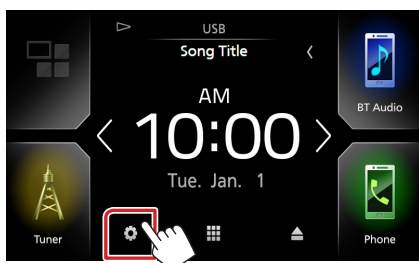 USB
Song Title
AM
10:00
Tue. Jan. 1
BT Audio
Tuner
Phone